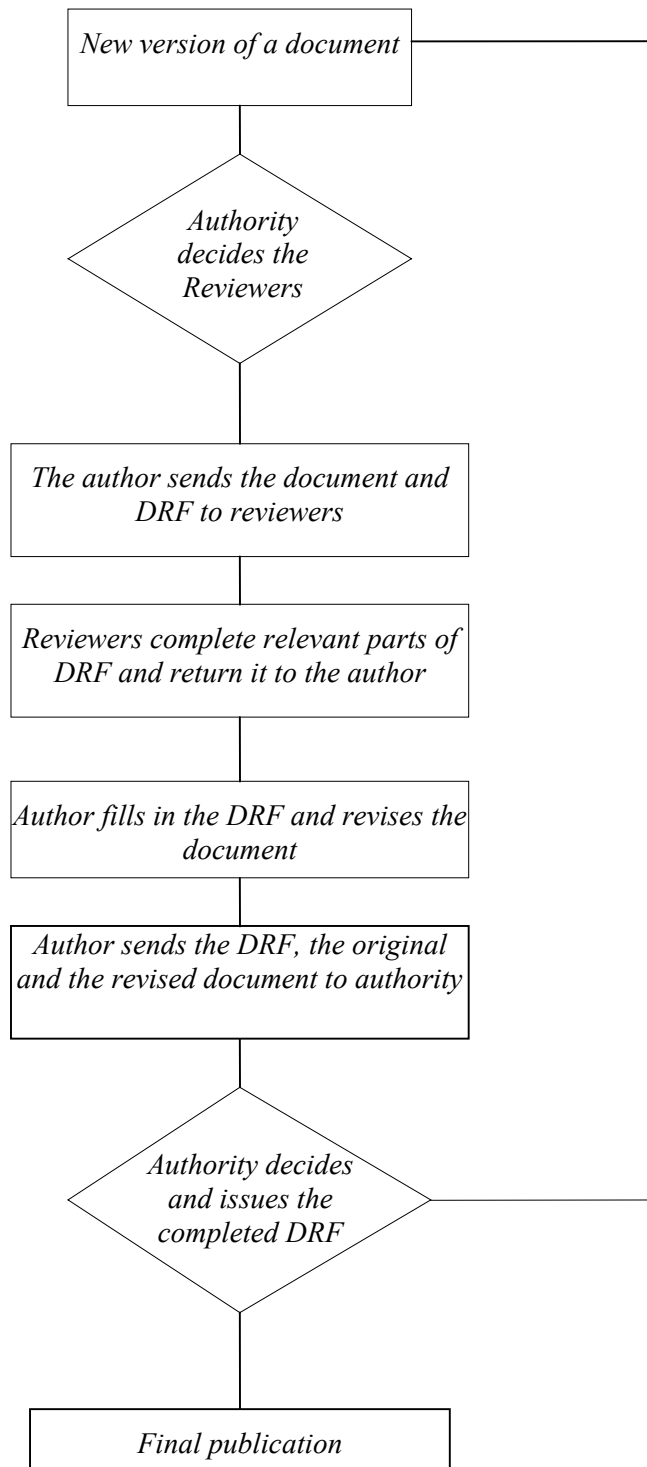 New version of a document
Authority
decides the
Reviewers
The author sends the document and
DRF to reviewers
Reviewers complete relevant parts of
DRF and return it to the author
Author fills in the DRF and revises the
document
Author sends the DRF, the original
and the revised document to authority
Authority decides
and issues the
completed DRF
Final publication